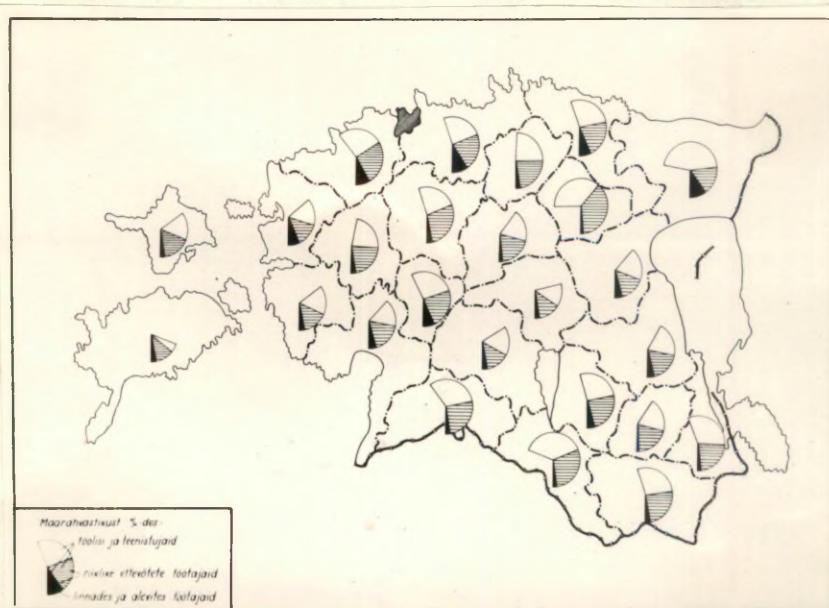 Maarahvastikust % des:
töölisi ja teenistujaid
riiklike ettevõtete töötajaid
linnades ja alevites töötajaid